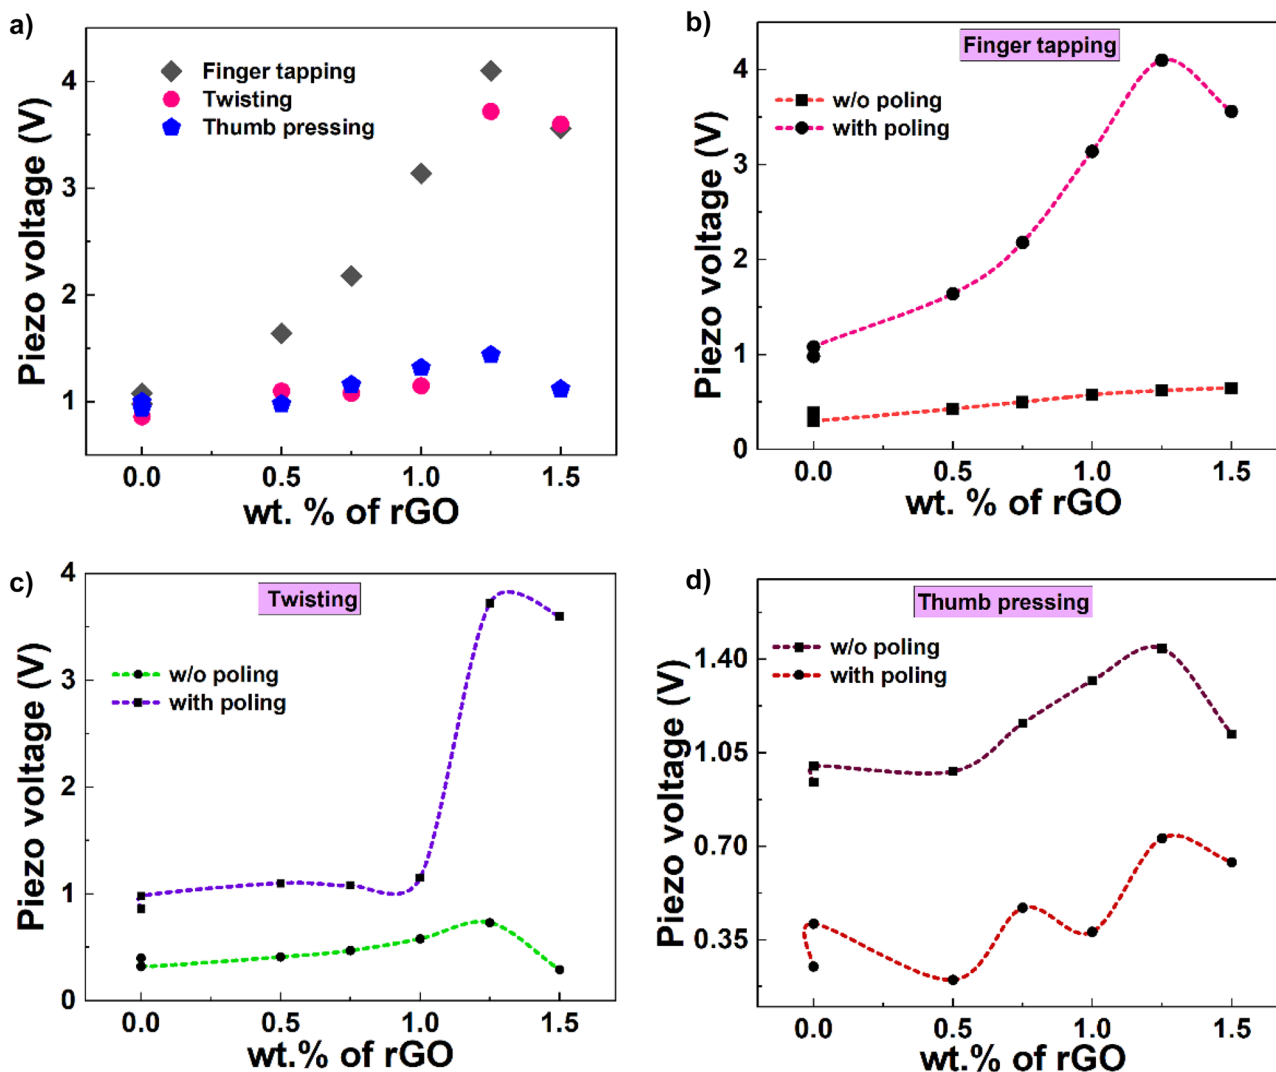 a)
Piezo voltage (V)
4
3
2
1
Finger tapping
Twisting
Thumb pressing
0.0 0.5 1.0 1.5
wt. % of rGO
b)
Piezo voltage (V)
4
3
2
1
0
Finger tapping
w/o poling
with poling
0.0 0.5 1.0 1.5
wt. % of rGO
c)
Piezo voltage (V)
4
3
2
1
0
Twisting
w/o poling
with poling
0.0 0.5 1.0 1.5
wt.% of rGO
d)
Piezo voltage (V)
1.40
1.05
0.70
0.35
Thumb pressing
w/o poling
with poling
0.0 0.5 1.0 1.5
wt.% of rGO